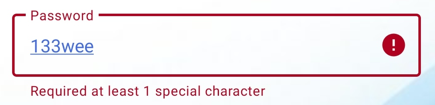 Password
133wee
Required at least 1 special character